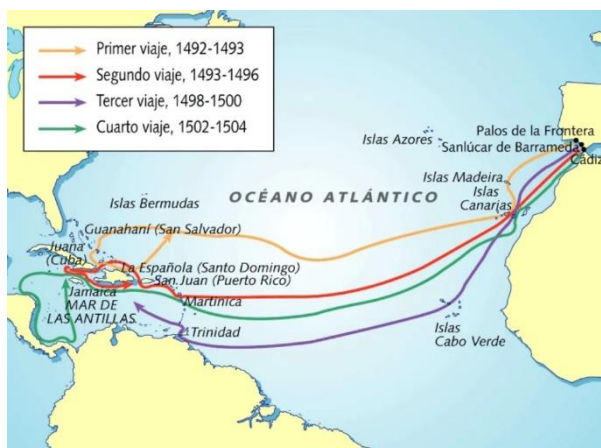 Primer viaje, 1492-1493
Segundo viaje, 1493-1496
Tercer viaje, 1498-1500
Cuarto viaje, 1502-1504
Islas Azores
Palos de la Frontera
Sanlúcar de Barrameda
Cádiz
Islas Madeira
Islas
Canarias
OCÉANO ATLÁNTICO
Islas Bermudas
Guanahaní (San Salvador)
Juana
(Cuba)
La Española (Santo Domingo)
San Juan (Puerto Rico)
Jamaica
Martinica
MAR DE
LAS ANTILLAS
Trinidad
Islas
Cabo Verde